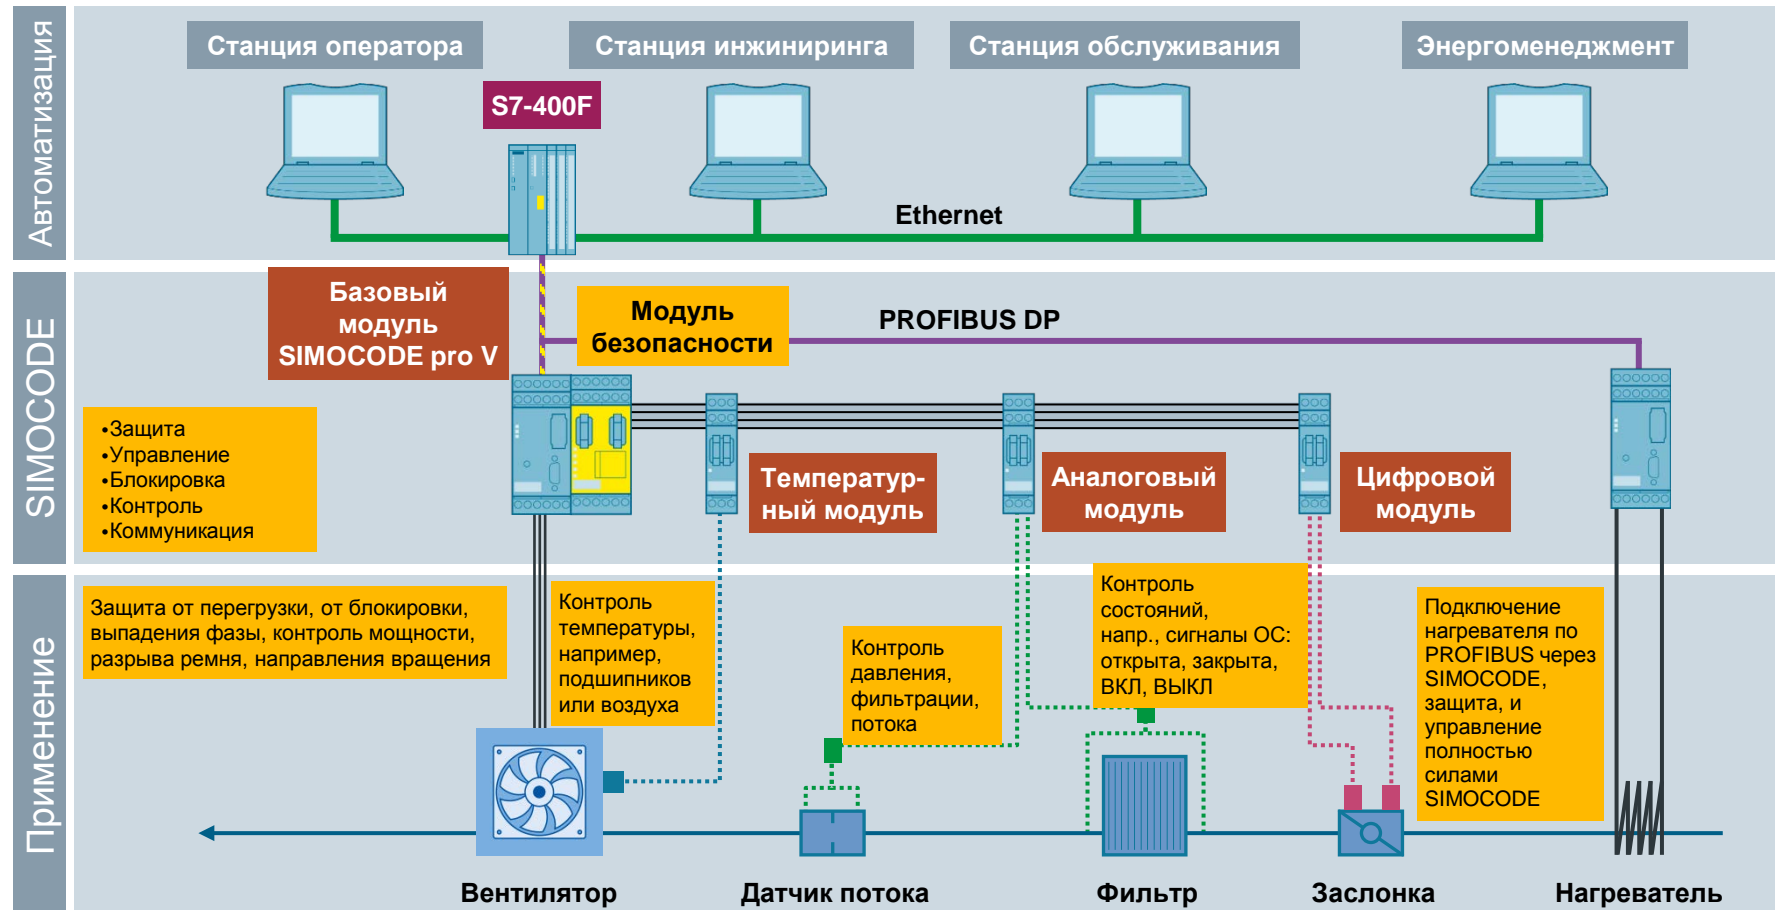 Автоматизация
Станция оператора
Станция инжиниринга
Станция обслуживания
Энергоменеджмент
S7-400F
Ethernet
SIMOCODE
Базовый
модуль
SIMOCODE pro V
Модуль
безопасности
PROFIBUS DP
•Защита
•Управление
•Блокировка
•Контроль
•Коммуникация
Температур-
ный модуль
Аналоговый
модуль
Цифровой
модуль
Применение
Защита от перегрузки, от блокировки,
выпадения фазы, контроль мощности,
разрыва ремня, направления вращения
Контроль
температуры,
например,
подшипников
или воздуха
Контроль
давления,
фильтрации,
потока
Контроль
состояний,
напр., сигналы ОС:
открыта, закрыта,
ВКЛ, ВЫКЛ
Подключение
нагревателя по
PROFIBUS через
SIMOCODE,
защита, и
управление
полностью
силами
SIMOCODE
Вентилятор
Датчик потока
Фильтр
Заслонка
Нагреватель